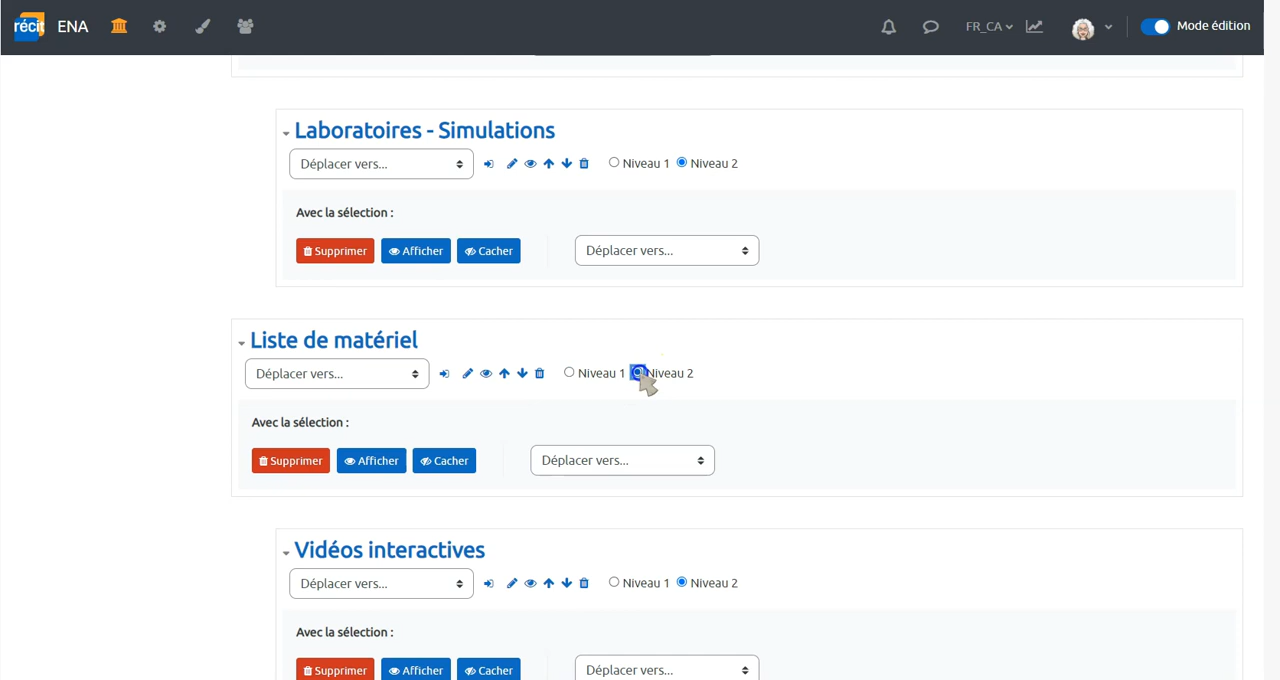 récit ENA FR_CA Mode édition
Laboratoires - Simulations
Déplacer vers... Niveau 1 Niveau 2
Avec la sélection :
Supprimer Afficher Cacher Déplacer vers...
Liste de matériel
Déplacer vers... Niveau 1 Niveau 2
Avec la sélection :
Supprimer Afficher Cacher Déplacer vers...
Vidéos interactives
Déplacer vers... Niveau 1 Niveau 2
Avec la sélection :
Supprimer Afficher Cacher Déplacer vers...